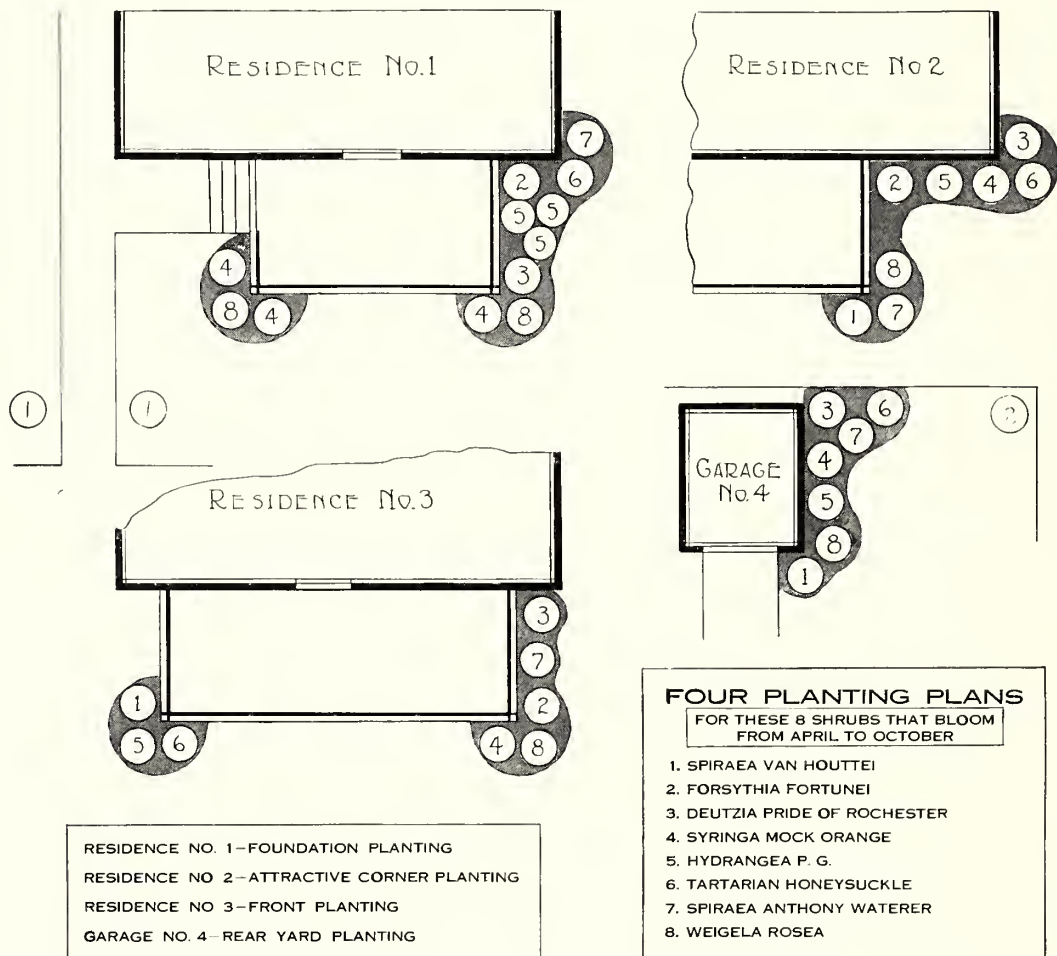 RESIDENCE No.1
7
2
6
5
5
5
3
4
8
4
4
8
RESIDENCE No 2
3
2
5
4
6
8
1
7
1
1
RESIDENCE No.3
3
7
2
4
8
1
5
6
GARAGE
No.4
3
6
7
4
5
8
1
2
RESIDENCE NO. 1–FOUNDATION PLANTING
RESIDENCE NO 2–ATTRACTIVE CORNER PLANTING
RESIDENCE NO 3–FRONT PLANTING
GARAGE NO. 4–REAR YARD PLANTING
FOUR PLANTING PLANS
FOR THESE 8 SHRUBS THAT BLOOM
FROM APRIL TO OCTOBER
1. SPIRAEA VAN HOUTTEI
2. FORSYTHIA FORTUNEI
3. DEUTZIA PRIDE OF ROCHESTER
4. SYRINGA MOCK ORANGE
5. HYDRANGEA P. G.
6. TARTARIAN HONEYSUCKLE
7. SPIRAEA ANTHONY WATERER
8. WEIGELA ROSEA